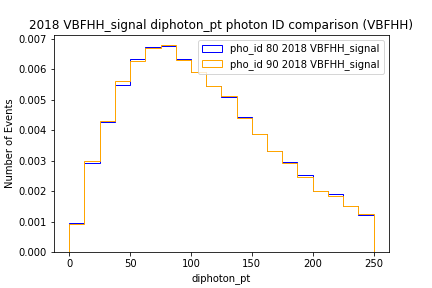 2018 VBFHH_signal diphoton_pt photon ID comparison (VBFHH)
pho_id 80 2018 VBFHH_signal
pho_id 90 2018 VBFHH_signal
Number of Events
0.007
0.006
0.005
0.004
0.003
0.002
0.001
0.000
0
50
100
150
200
250
diphoton_pt